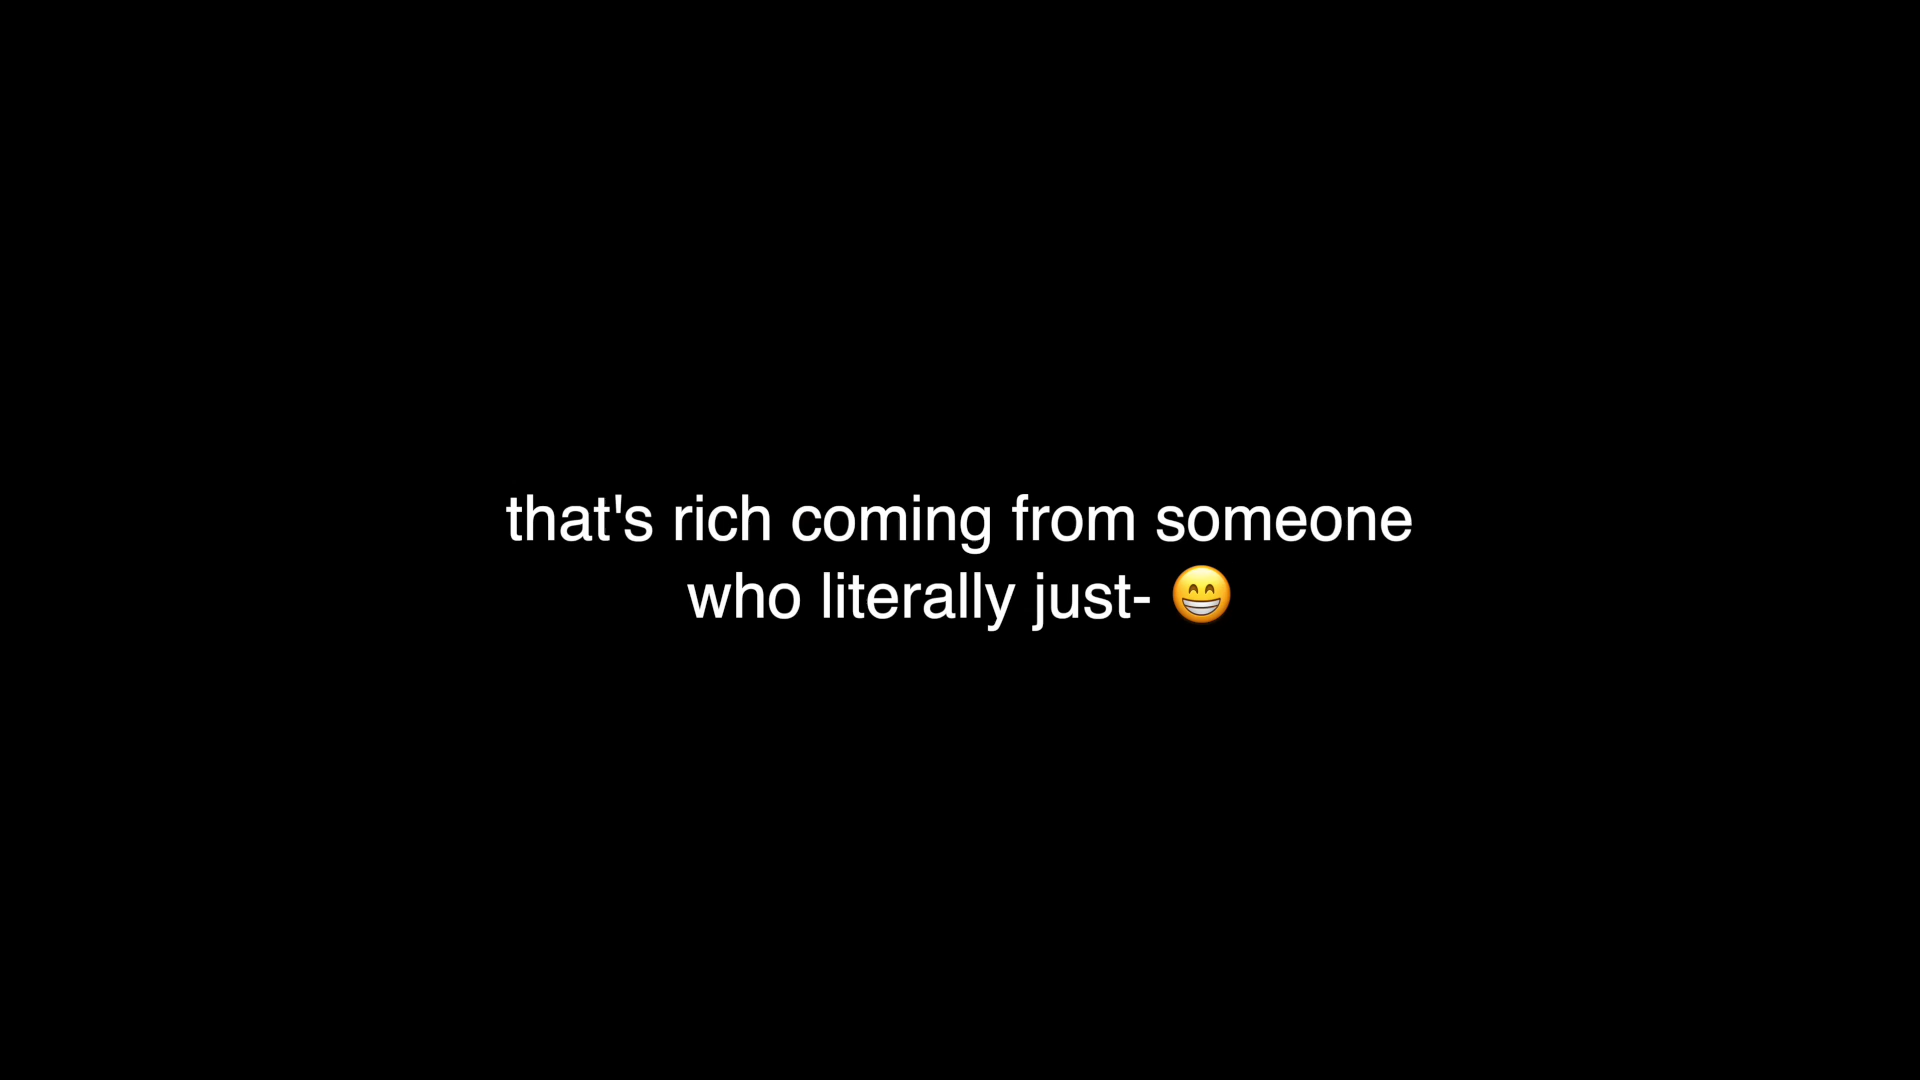 that's rich coming from someone
who literally just- 😁